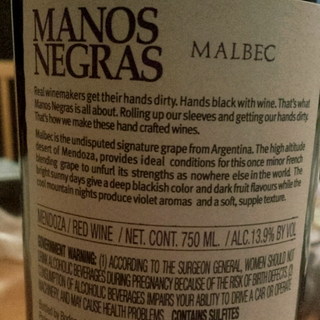 MANOS
NEGRAS
MALBEC
Real winemakers get their hands dirty. Hands black with wine. That's what
Manos Negras is all about. Rolling up our sleeves and getting our hands dirty.
That's how we make these hand crafted wines.
Malbec is the undisputed signature grape from Argentina. The high altitude
desert of Mendoza, provides ideal conditions for this once minor French
blending grape to unfurl its strengths as nowhere else in the world. The
bright sunny days give a deep blackish color and dark fruit flavours while the
cool mountain nights produce violet aromas and a soft, supple texture.
MENDOZA / RED WINE / NET. CONT. 750 ML. / ALC. 13.9% BY VOL
GOVERNMENT WARNING: (1) ACCORDING TO THE SURGEON GENERAL, WOMEN SHOULD NOT
DRINK ALCOHOLIC BEVERAGES DURING PREGNANCY BECAUSE OF THE RISK OF BIRTH DEFECTS. (2)
CONSUMPTION OF ALCOHOLIC BEVERAGES IMPAIRS YOUR ABILITY TO DRIVE A CAR OR OPERATE
MACHINERY, AND MAY CAUSE HEALTH PROBLEMS. CONTAINS SULFITES